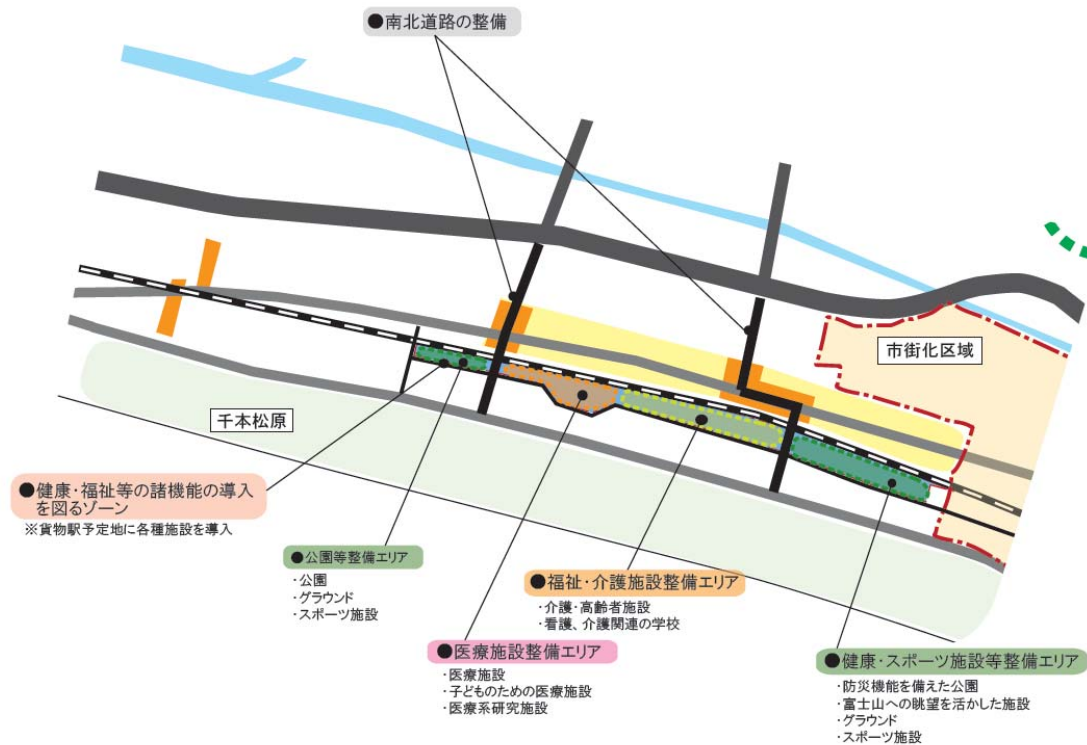 ●南北道路の整備
市街化区域
千本松原
●健康・福祉等の諸機能の導入
を図るゾーン
※貨物駅予定地に各種施設を導入
●公園等整備エリア
・公園
・グラウンド
・スポーツ施設
●福祉・介護施設整備エリア
・介護・高齢者施設
・看護、介護関連の学校
●医療施設整備エリア
・医療施設
・子どものための医療施設
・医療系研究施設
●健康・スポーツ施設等整備エリア
・防災機能を備えた公園
・富士山への眺望を活かした施設
・グラウンド
・スポーツ施設